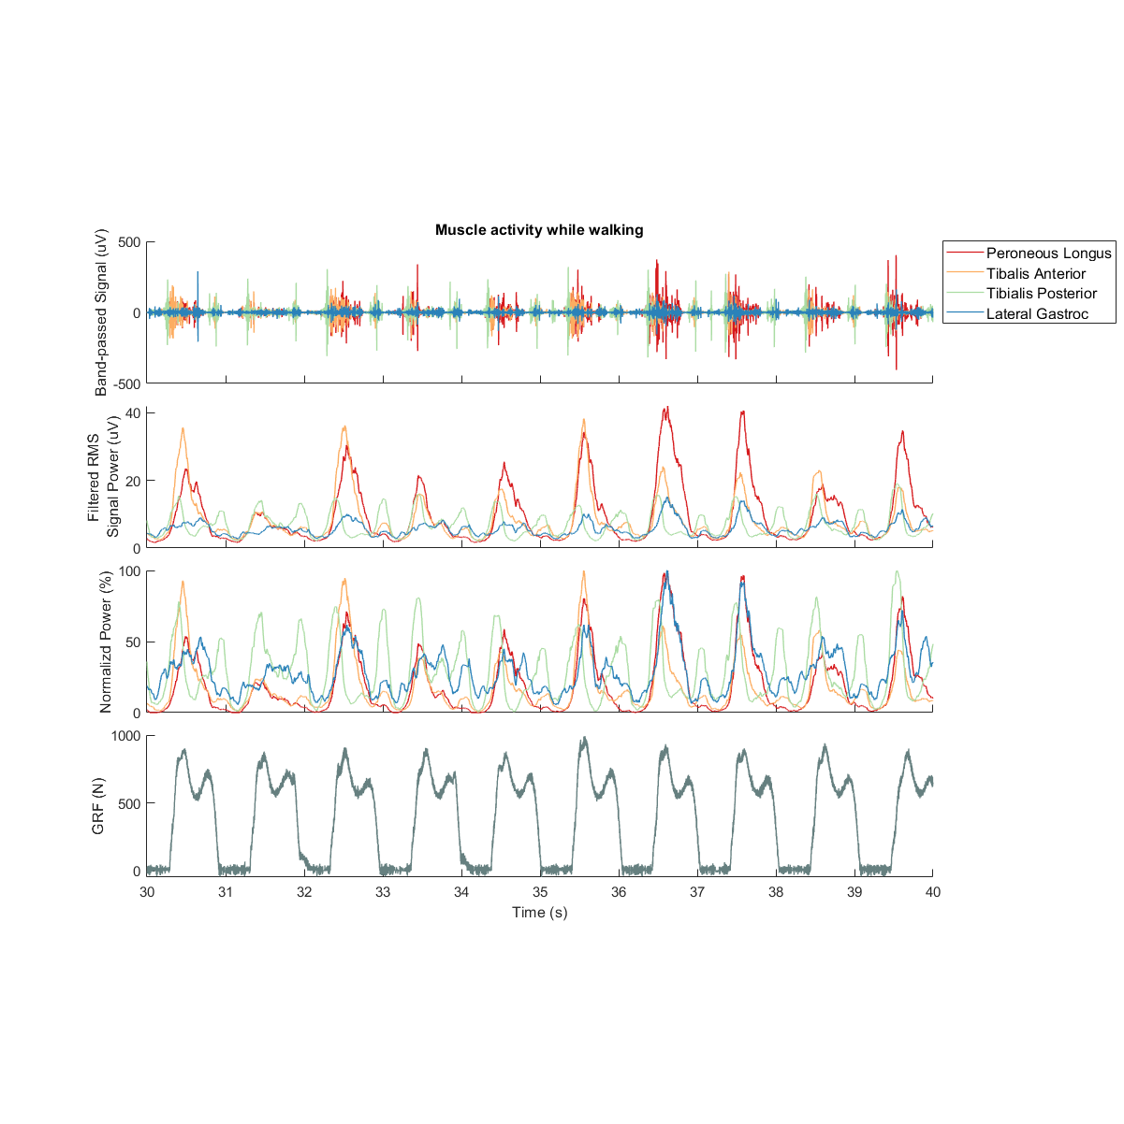 Muscle activity while walking
Band-passed Signal (uV)
500
0
-500
Peroneous Longus
Tibalis Anterior
Tibialis Posterior
Lateral Gastroc
Filtered RMS
Signal Power (uV)
40
20
0
Normalizd Power (%)
100
50
0
GRF (N)
1000
500
0
30 31 32 33 34 35 36 37 38 39 40
Time (s)